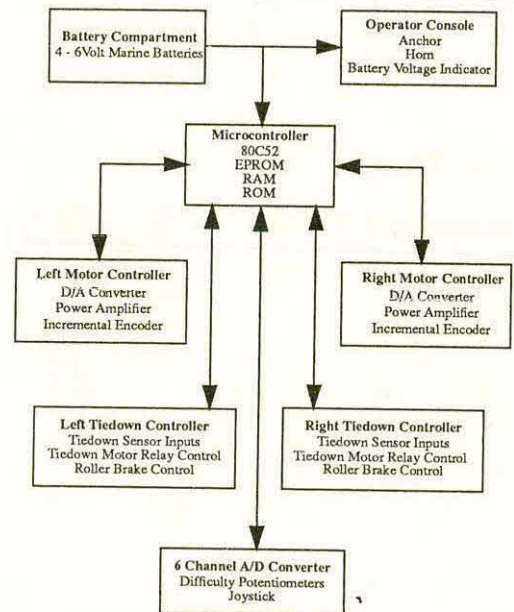 Battery Compartment
4 - 6Volt Marine Batteries
Operator Console
Anchor
Horn
Battery Voltage Indicator
Microcontroller
80C52
EPROM
RAM
ROM
Left Motor Controller
D/A Converter
Power Amplifier
Incremental Encoder
Right Motor Controller
D/A Converter
Power Amplifier
Incremental Encoder
Left Tiedown Controller
Tiedown Sensor Inputs
Tiedown Motor Relay Control
Roller Brake Control
Right Tiedown Controller
Tiedown Sensor Inputs
Tiedown Motor Relay Control
Roller Brake Control
6 Channel A/D Converter
Difficulty Potentiometers
Joystick